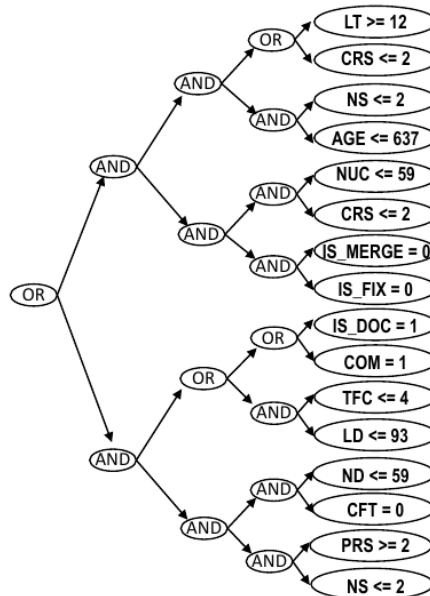 LT >= 12
OR
CRS <= 2
AND
NS <= 2
AND
AGE <= 637
AND
NUC <= 59
AND
CRS <= 2
AND
IS_MERGE = 0
AND
IS_FIX = 0
OR
IS_DOC = 1
OR
COM = 1
OR
TFC <= 4
AND
LD <= 93
AND
ND <= 59
AND
CFT = 0
AND
PRS >= 2
AND
NS <= 2